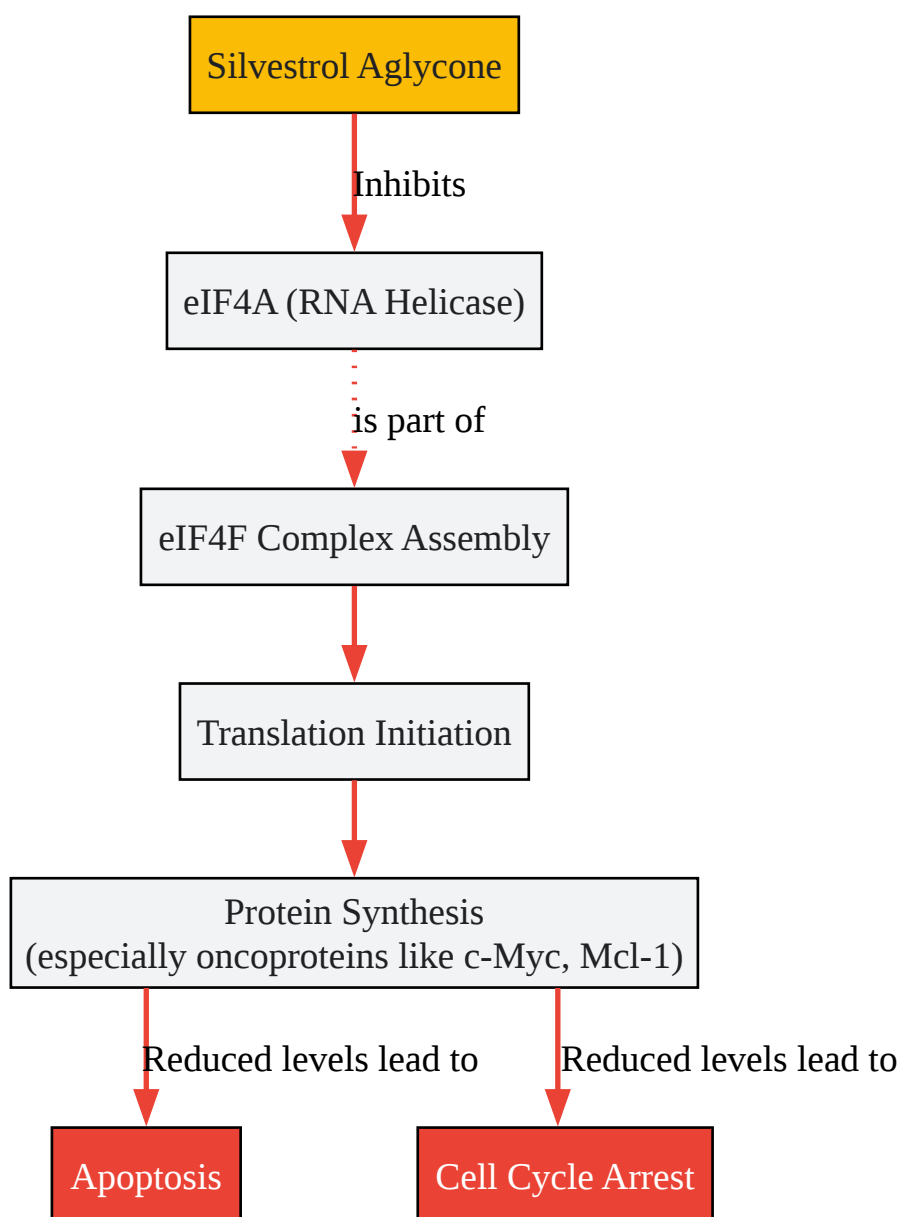 Silvestrol Aglycone
Inhibits
eIF4A (RNA Helicase)
is part of
eIF4F Complex Assembly
Translation Initiation
Protein Synthesis
(especially oncoproteins like c-Myc, Mcl-1)
Reduced levels lead to
Reduced levels lead to
Apoptosis
Cell Cycle Arrest